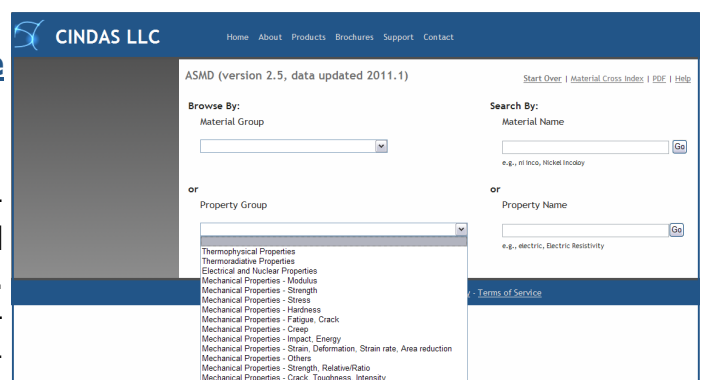 CINDAS LLC
Home About Products Brochures Support Contact
ASMD (version 2.5, data updated 2011.1)
Start Over | Material Cross Index | PDF | Help
Browse By:
Material Group
Search By:
Material Name
Go
e.g., ni Inco, Nickel Incoloy
or
Property Group
or
Property Name
Go
e.g., electric, Electric Resistivity
Thermophysical Properties
Thermoradiative Properties
Electrical and Nuclear Properties
Mechanical Properties - Modulus
Mechanical Properties - Strength
Mechanical Properties - Stress
Mechanical Properties - Hardness
Mechanical Properties - Fatigue, Crack
Mechanical Properties - Creep
Mechanical Properties - Impact, Energy
Mechanical Properties - Strain, Deformation, Strain rate, Area reduction
Mechanical Properties - Others
Mechanical Properties - Strength, Relative/Ratio
Mechanical Properties - Crack, Toughness, Intensity
- Terms of Service